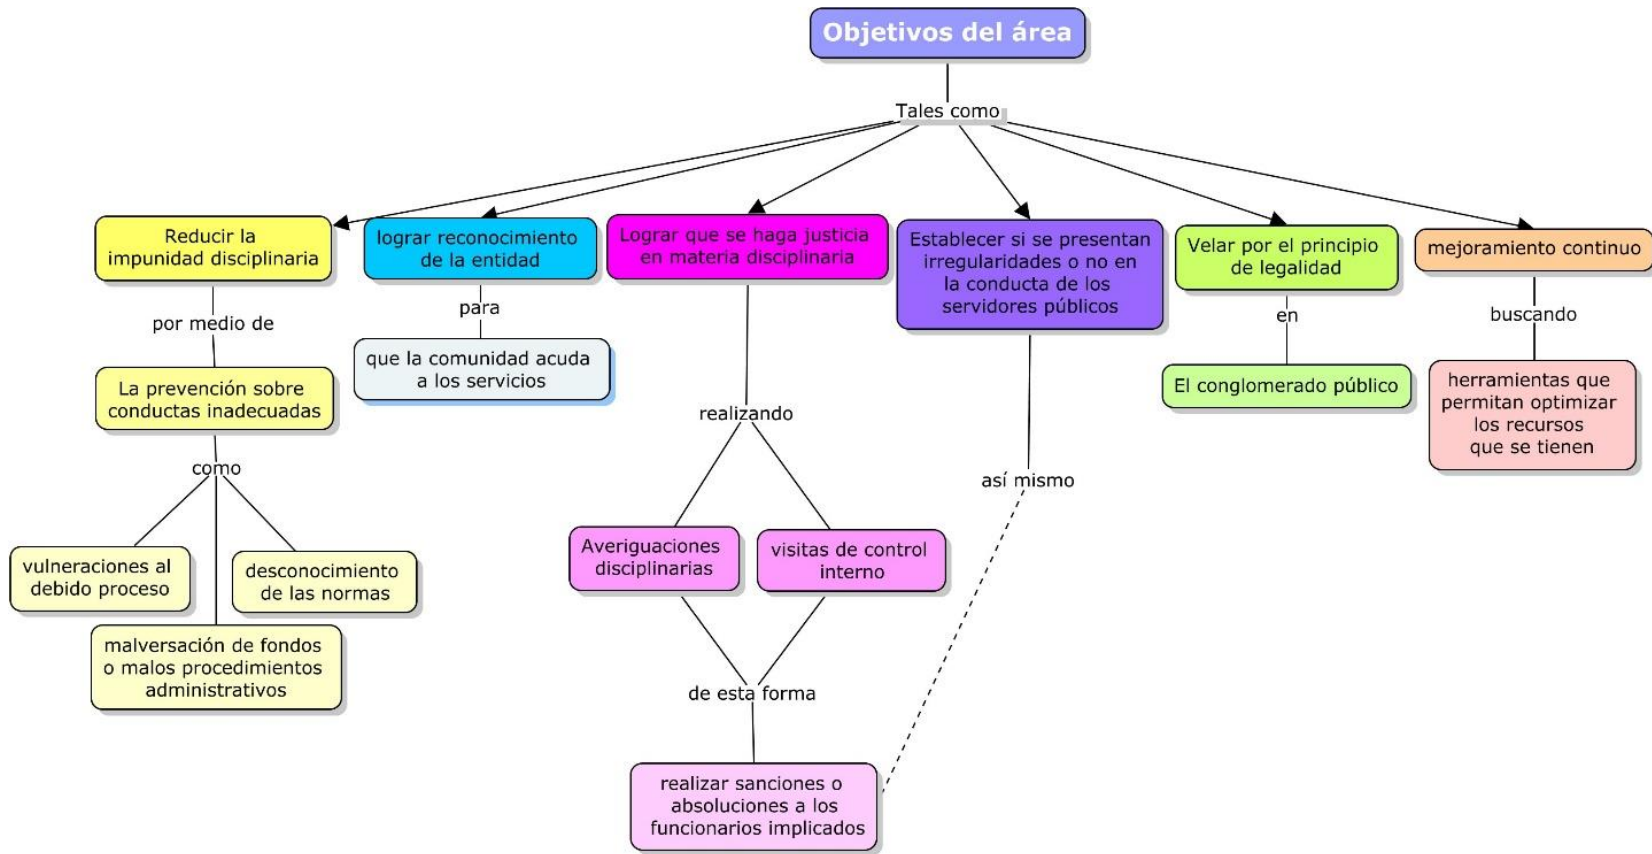 Objetivos del área
Tales como
Reducir la
impunidad disciplinaria
lograr reconocimiento
de la entidad
Lograr que se haga justicia
en materia disciplinaria
Establecer si se presentan
irregularidades o no en
la conducta de los
servidores públicos
Velar por el principio
de legalidad
mejoramiento continuo
por medio de
para
en
buscando
La prevención sobre
conductas inadecuadas
que la comunidad acuda
a los servicios
El conglomerado público
herramientas que
permitan optimizar
los recursos
que se tienen
realizando
como
así mismo
vulneraciones al
debido proceso
desconocimiento
de las normas
Averiguaciones
disciplinarias
visitas de control
interno
malversación de fondos
o malos procedimientos
administrativos
de esta forma
realizar sanciones o
absoluciones a los
funcionarios implicados